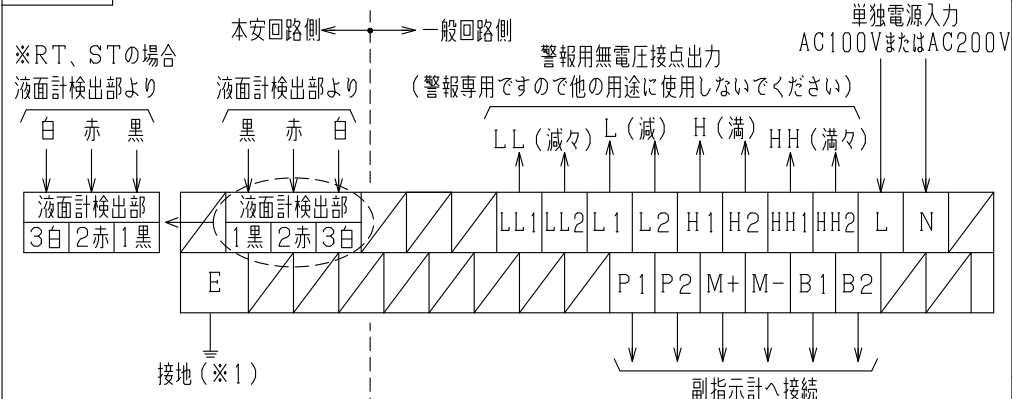 本安回路側 一般回路側
単独電源入力
AC100VまたはAC200V
※RT、STの場合
液面計検出部より
液面計検出部より
警報用無電圧接点出力
(警報専用ですので他の用途に使用しないでください)
白 赤 黒
黒 赤 白
LL(減々) L(減) H(満) HH(満々)
液面計検出部
3白 2赤 1黒
液面計検出部
1黒 2赤 3白
LL1 LL2 L1 L2 H1 H2 HH1 HH2 L N
E P1 P2 M+ M- B1 B2
接地(※1)
副指示計へ接続